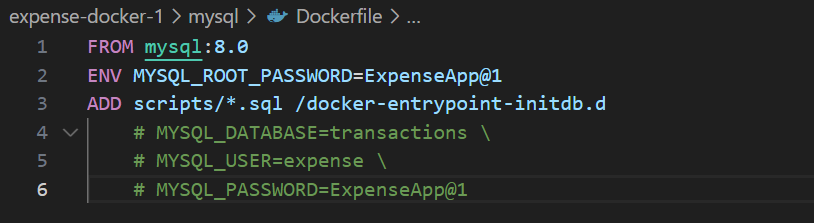 expense-docker-1 > mysql > Dockerfile > ...
1 FROM mysql:8.0
2 ENV MYSQL_ROOT_PASSWORD=ExpenseApp@1
3 ADD scripts/*.sql /docker-entrypoint-initdb.d
4 # MYSQL_DATABASE=transactions \
5 # MYSQL_USER=expense \
6 # MYSQL_PASSWORD=ExpenseApp@1